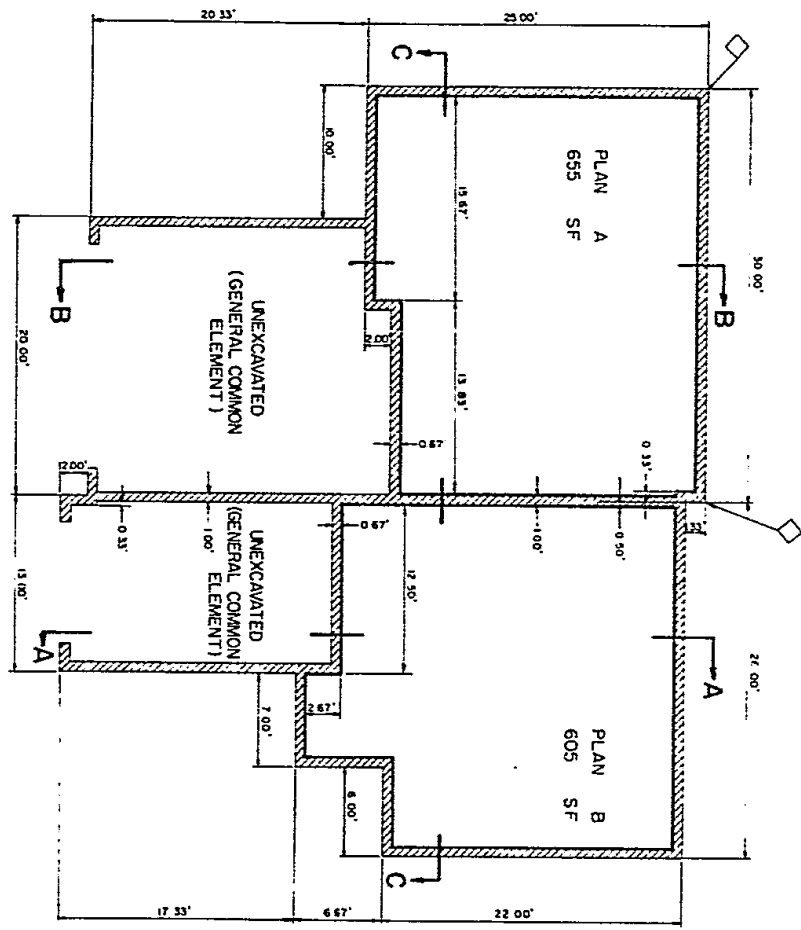 20 33'
25 00'
C
10.00'
PLAN A
655 SF
15.67'
30 00'
B
B
UNEXCAVATED
(GENERAL COMMON
ELEMENT)
2.00'
13.83'
20 00'
0.67'
0.33'
2.00'
0.33'
1.00'
1.00'
0.50'
1.33'
UNEXCAVATED
(GENERAL COMMON
ELEMENT)
0.67'
12.50'
A
A
27.00'
2.67'
7.00'
PLAN B
605 SF
6 00'
C
17.33'
6 67'
22 00'